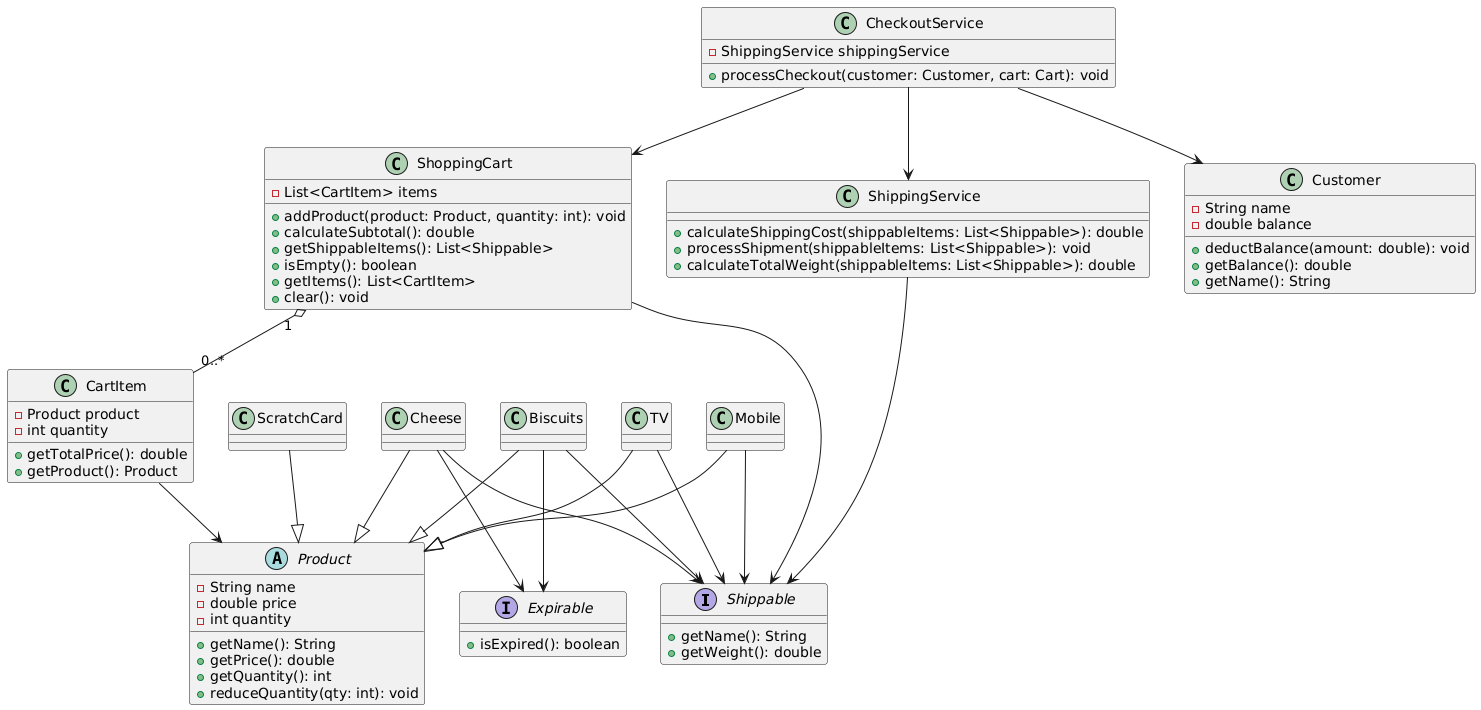 CheckoutService
ShippingService shippingService
processCheckout(customer: Customer, cart: Cart): void
ShoppingCart
List<CartItem> items
addProduct(product: Product, quantity: int): void
calculateSubtotal(): double
getShippableItems(): List<Shippable>
isEmpty(): boolean
getItems(): List<CartItem>
clear(): void
ShippingService
calculateShippingCost(shippableItems: List<Shippable>): double
processShipment(shippableItems: List<Shippable>): void
calculateTotalWeight(shippableItems: List<Shippable>): double
Customer
String name
double balance
deductBalance(amount: double): void
getBalance(): double
getName(): String
1
0..*
CartItem
Product product
int quantity
getTotalPrice(): double
getProduct(): Product
ScratchCard
Cheese
Biscuits
TV
Mobile
Product
String name
double price
int quantity
getName(): String
getPrice(): double
getQuantity(): int
reduceQuantity(qty: int): void
Expirable
isExpired(): boolean
Shippable
getName(): String
getWeight(): double